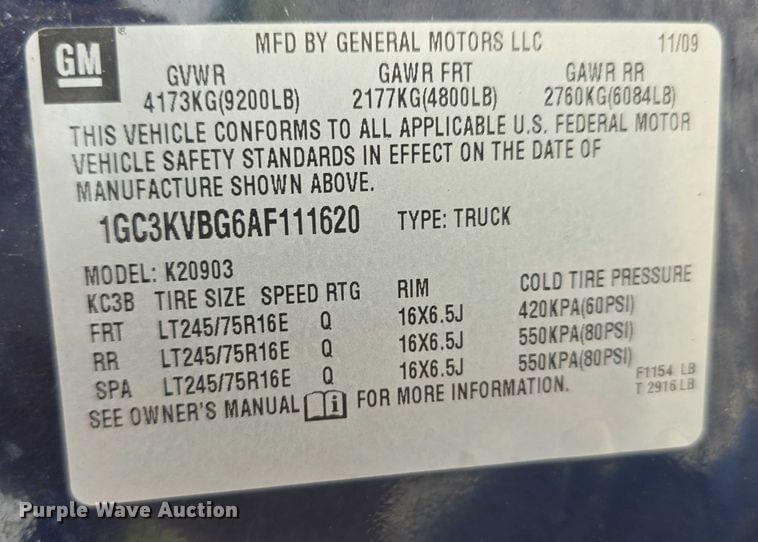 GM ®
MFD BY GENERAL MOTORS LLC 11/09
GVWR GAWR FRT GAWR RR
4173KG(9200LB) 2177KG(4800LB) 2760KG(6084LB)
THIS VEHICLE CONFORMS TO ALL APPLICABLE U.S. FEDERAL MOTOR
VEHICLE SAFETY STANDARDS IN EFFECT ON THE DATE OF
MANUFACTURE SHOWN ABOVE.
1GC3KVBG6AF111620 TYPE: TRUCK
MODEL: K20903
KC3B TIRE SIZE SPEED RTG RIM COLD TIRE PRESSURE
FRT LT245/75R16E Q 16X6.5J 420KPA(60PSI)
RR LT245/75R16E Q 16X6.5J 550KPA(80PSI)
SPA LT245/75R16E Q 16X6.5J 550KPA(80PSI)
F1154 LB
T 2916 LB
SEE OWNER'S MANUAL i FOR MORE INFORMATION.
Purple Wave Auction